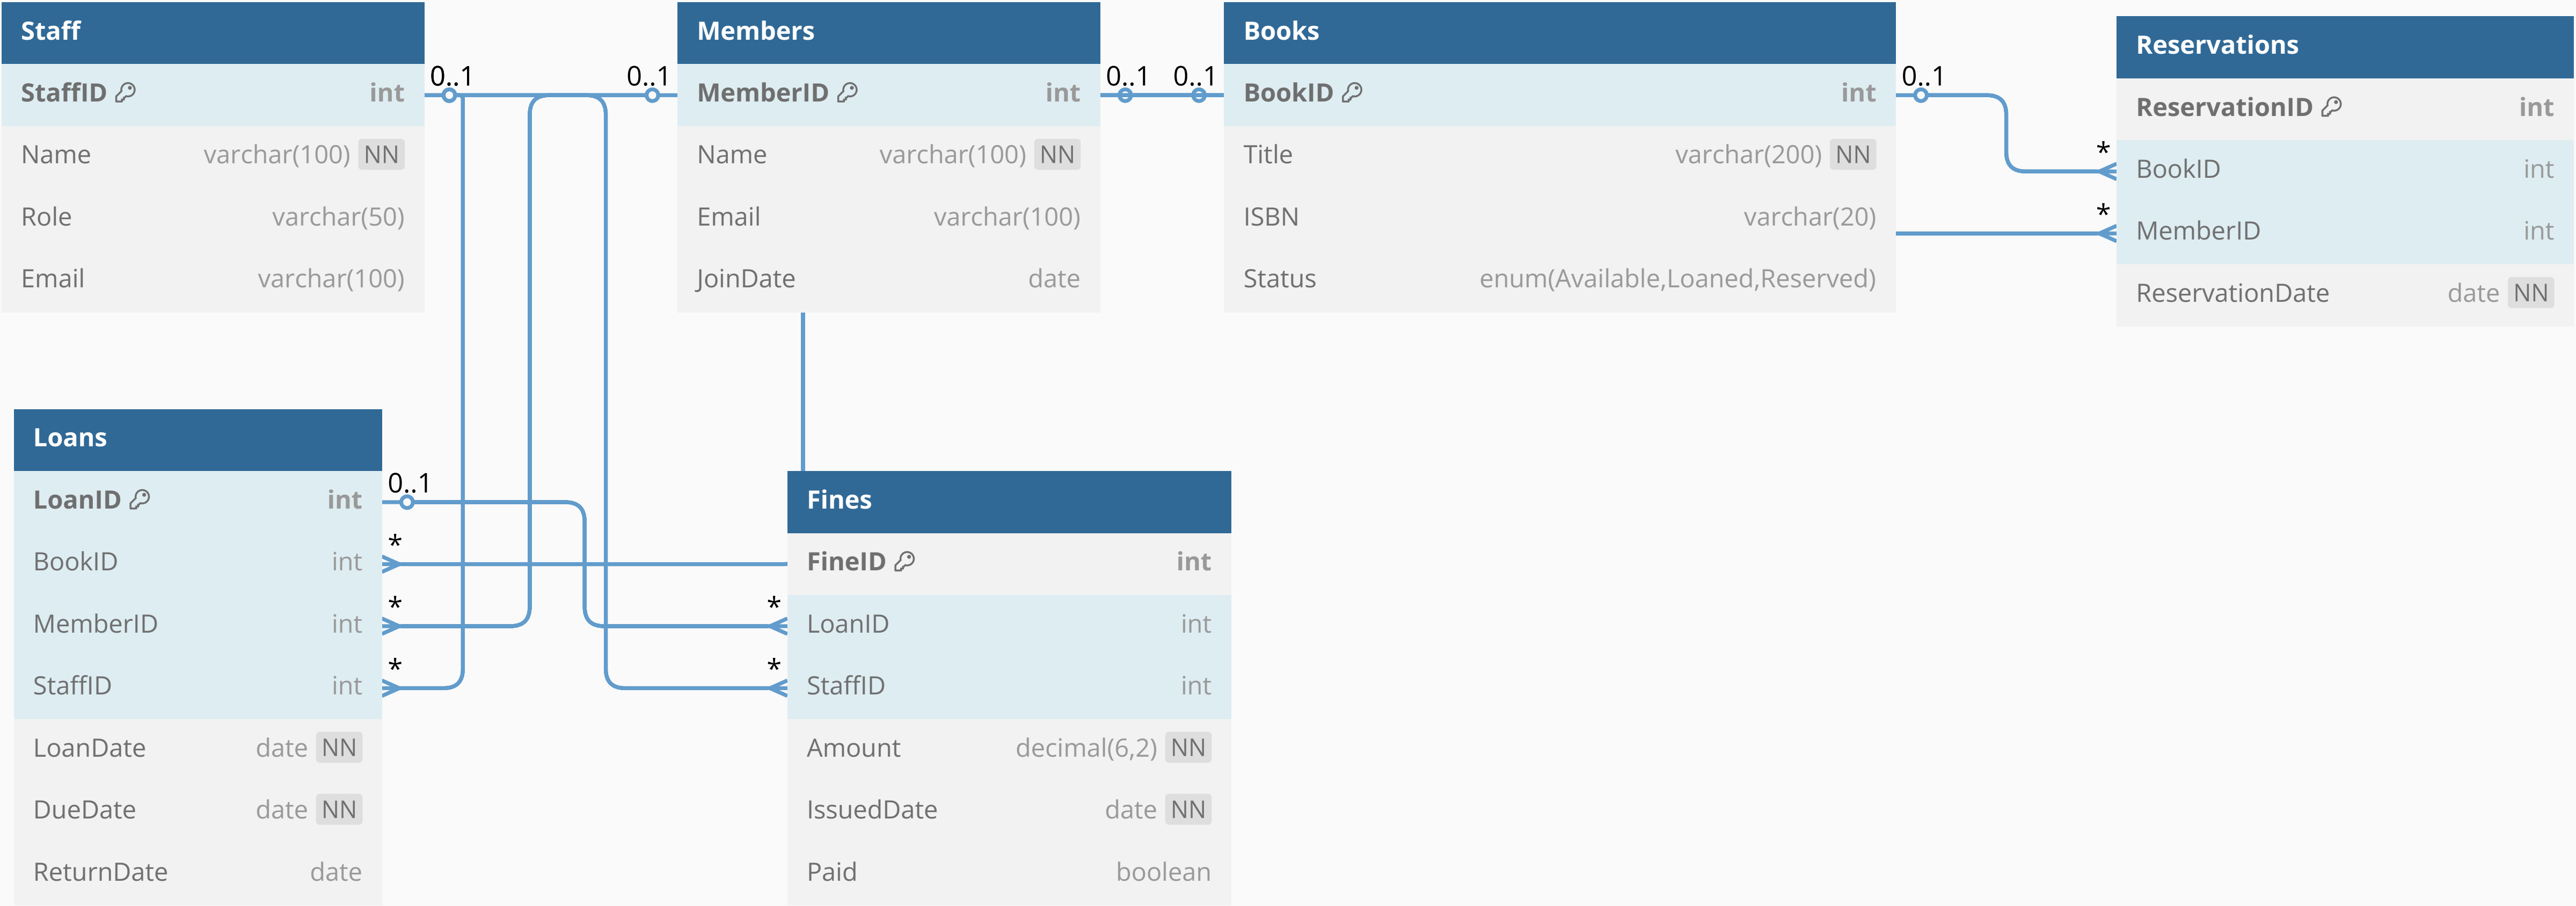 Staff
StaffID int
Name varchar(100) NN
Role varchar(50)
Email varchar(100)
0..1
0..1
Members
MemberID int
Name varchar(100) NN
Email varchar(100)
JoinDate date
0..1
0..1
Books
BookID int
Title varchar(200) NN
ISBN varchar(20)
Status enum(Available,Loaned,Reserved)
0..1
*
*
Reservations
ReservationID int
BookID int
MemberID int
ReservationDate date NN
Loans
LoanID int
BookID int
MemberID int
StaffID int
LoanDate date NN
DueDate date NN
ReturnDate date
0..1
*
*
*
*
*
Fines
FineID int
LoanID int
StaffID int
Amount decimal(6,2) NN
IssuedDate date NN
Paid boolean